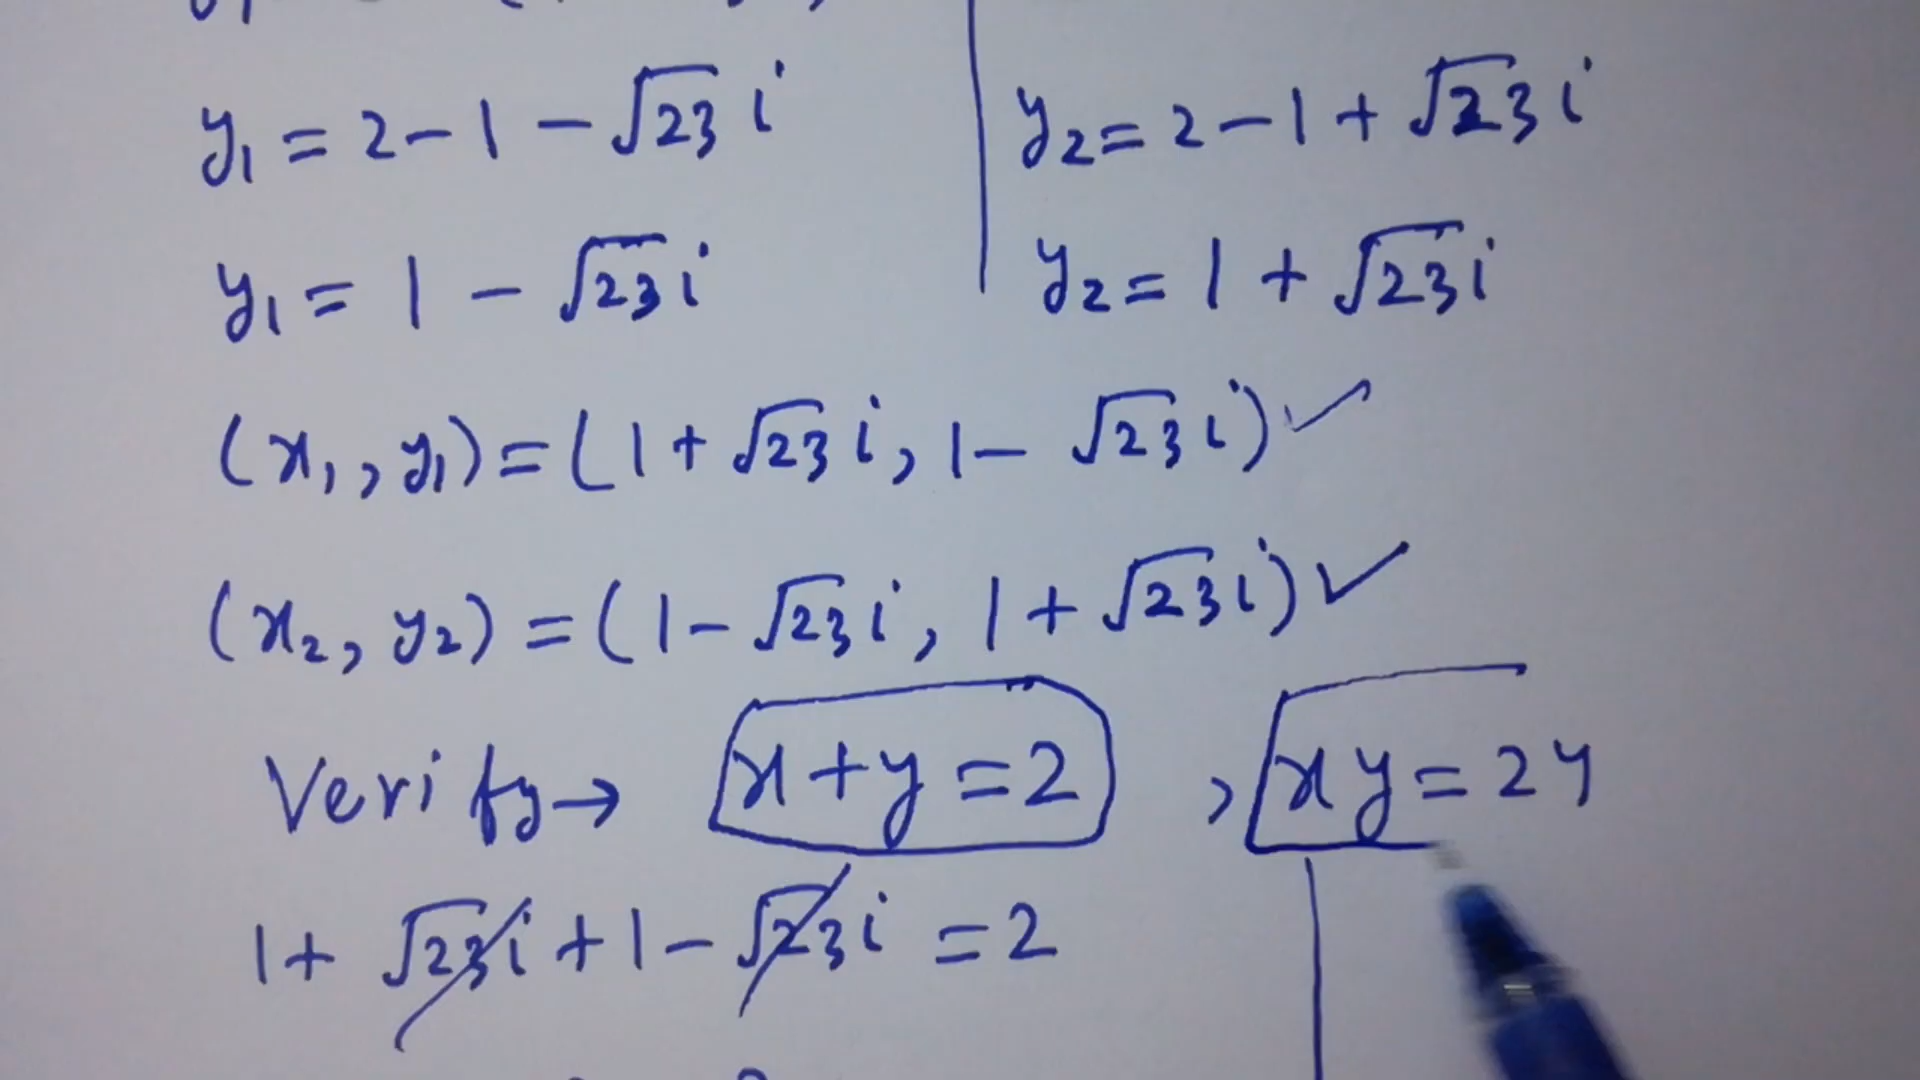 y₁ = 2 - 1 - √23 i
y₂ = 2 - 1 + √23 i
y₁ = 1 - √23 i
y₂ = 1 + √23 i
(x₁, y₁) = (1 + √23 i, 1 - √23 i) ✓
(x₂, y₂) = (1 - √23 i, 1 + √23 i) ✓
Verify → x + y = 2 , xy = 24
1 + √23 i + 1 - √23 i = 2